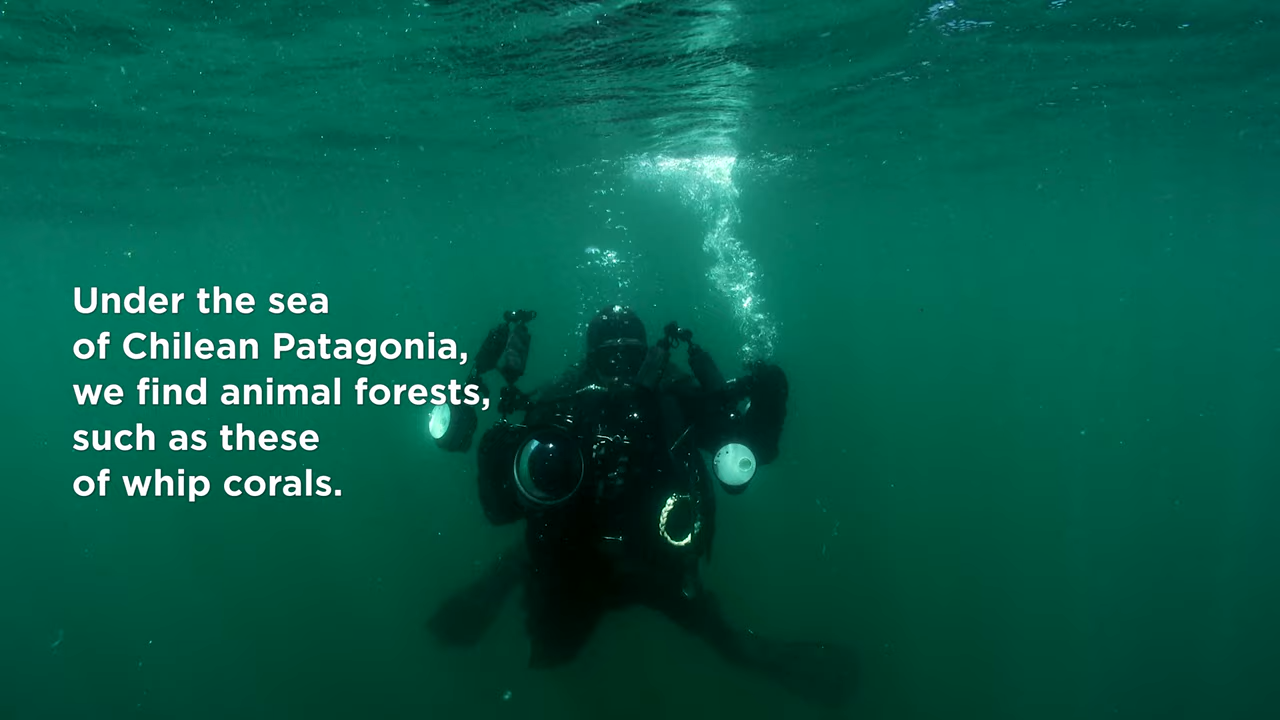 Under the sea
of Chilean Patagonia,
we find animal forests,
such as these
of whip corals.